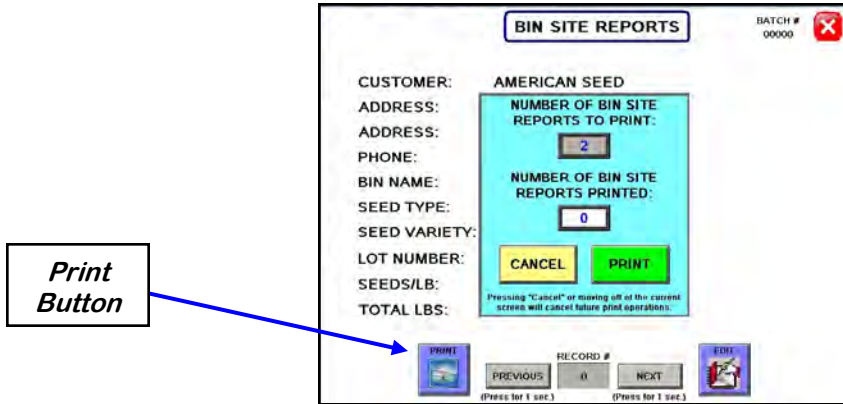 BIN SITE REPORTS
BATCH #
00000
CUSTOMER: AMERICAN SEED
ADDRESS:
ADDRESS:
PHONE:
BIN NAME:
SEED TYPE:
SEED VARIETY:
LOT NUMBER:
SEEDS/LB:
TOTAL LBS:
NUMBER OF BIN SITE
REPORTS TO PRINT:
2
NUMBER OF BIN SITE
REPORTS PRINTED:
0
CANCEL PRINT
Pressing "Cancel" or moving off of the current
screen will cancel future print operations.
Print
Button
PRINT
RECORD #
EDIT
PREVIOUS 0 NEXT
(Press for 1 sec.) (Press for 1 sec.)